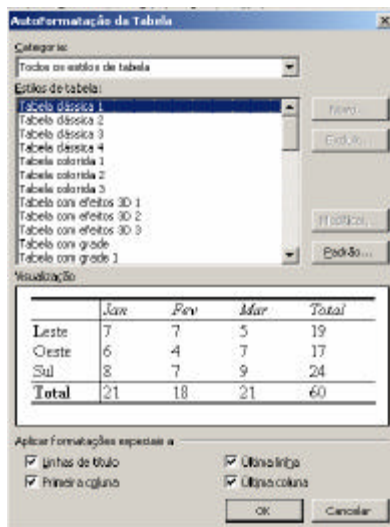 AutoFormatação da Tabela
Categoria:
Todos os estilos de tabela
Estilos de tabela:
Tabela clássica 1
Tabela clássica 2
Tabela clássica 3
Tabela clássica 4
Tabela colorida 1
Tabela colorida 2
Tabela colorida 3
Tabela com efeitos 3D 1
Tabela com efeitos 3D 2
Tabela com efeitos 3D 3
Tabela com grade
Tabela com grade 1
Novo...
Excluir...
Modificar...
Padrão...
Visualização
Jan Fev Mar Total
Leste 7 7 5 19
Oeste 6 4 7 17
Sul 8 7 9 24
Total 21 18 21 60
Aplicar formatações especiais a
Linhas de título Última linha
Primeira coluna Última coluna
OK Cancelar